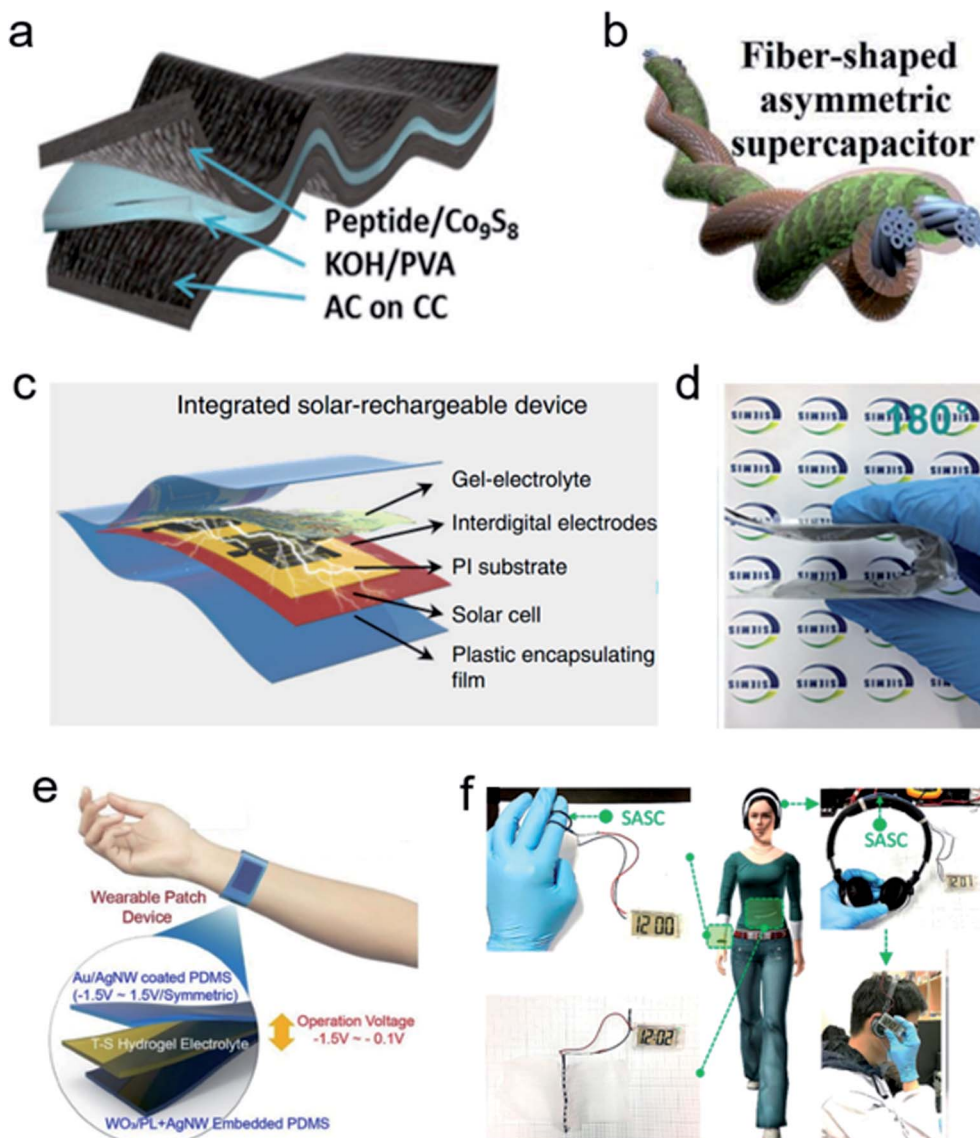 a
b
Fiber-shaped
asymmetric
supercapacitor
Peptide/Co₉S₈
KOH/PVA
AC on CC
c
Integrated solar-rechargeable device
Gel-electrolyte
Interdigital electrodes
PI substrate
Solar cell
Plastic encapsulating
film
d
180°
e
Wearable Patch
Device
Au/AgNW coated PDMS
(-1.5V ~ 1.5V/Symmetric)
T-S Hydrogel Electrolyte
Operation Voltage
-1.5V ~ - 0.1V
WO₃/PL+AgNW Embedded PDMS
f
SASC
12:00
SASC
12:01
12:02